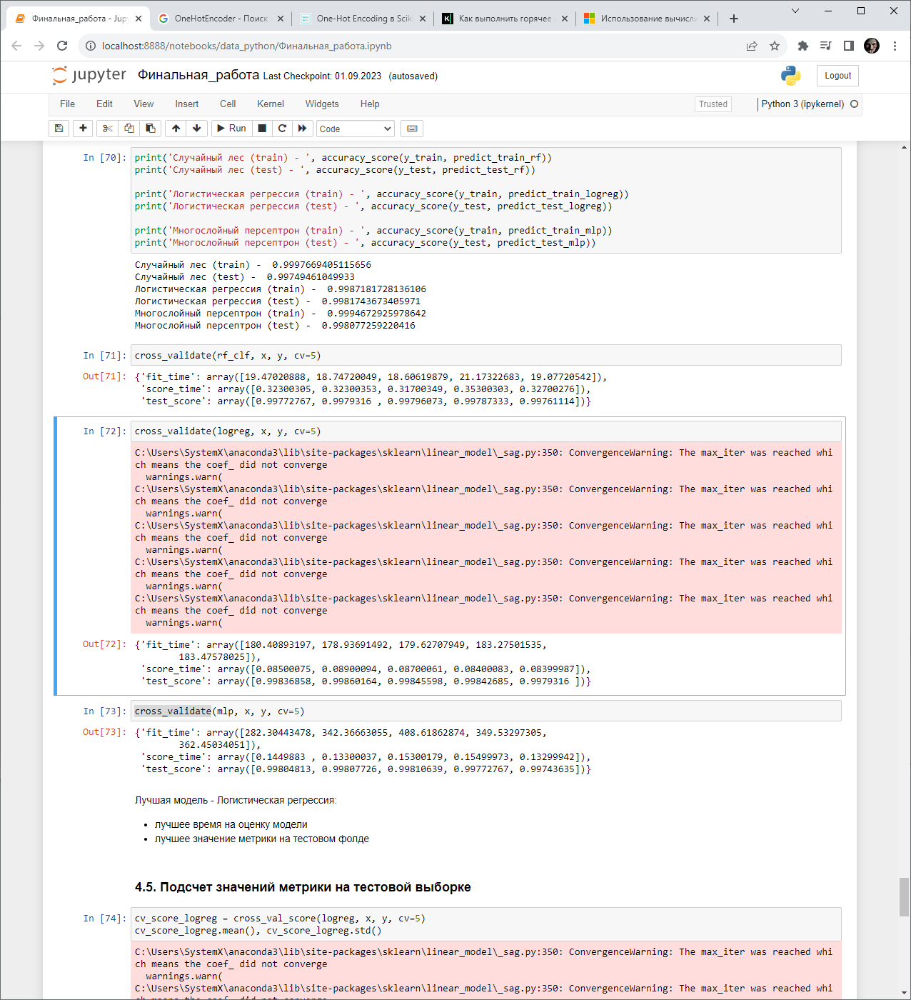 Финальная_работа - Jup
OneHotEncoder - Поиск
One-Hot Encoding in Scik
Как выполнить горячее
Использование вычисли
localhost:8888/notebooks/data_python/Финальная_работа.ipynb
jupyter Финальная_работа Last Checkpoint: 01.09.2023 (autosaved)
Logout
File Edit View Insert Cell Kernel Widgets Help
Trusted
Python 3 (ipykernel)
Run
Code
In [70]: print('Случайный лес (train) - ', accuracy_score(y_train, predict_train_rf))
print('Случайный лес (test) - ', accuracy_score(y_test, predict_test_rf))
print('Логистическая регрессия (train) - ', accuracy_score(y_train, predict_train_logreg))
print('Логистическая регрессия (test) - ', accuracy_score(y_test, predict_test_logreg))
print('Многослойный персептрон (train) - ', accuracy_score(y_train, predict_train_mlp))
print('Многослойный персептрон (test) - ', accuracy_score(y_test, predict_test_mlp))
Случайный лес (train) -  0.9997669405115656
Случайный лес (test) -  0.99749461049933
Логистическая регрессия (train) -  0.9987181728136106
Логистическая регрессия (test) -  0.9981743673405971
Многослойный персептрон (train) -  0.9994672925978642
Многослойный персептрон (test) -  0.998077259220416
In [71]: cross_validate(rf_clf, x, y, cv=5)
Out[71]: {'fit_time': array([19.47020888, 18.74720049, 18.60619879, 21.17322683, 19.07720542]),
'score_time': array([0.32300305, 0.32300353, 0.31700349, 0.35300303, 0.32700276]),
'test_score': array([0.99772767, 0.9979316 , 0.99796073, 0.99787333, 0.99761114])}
In [72]: cross_validate(logreg, x, y, cv=5)
C:\Users\SystemX\anaconda3\lib\site-packages\sklearn\linear_model\_sag.py:350: ConvergenceWarning: The max_iter was reached whi
ch means the coef_ did not converge
warnings.warn(
C:\Users\SystemX\anaconda3\lib\site-packages\sklearn\linear_model\_sag.py:350: ConvergenceWarning: The max_iter was reached whi
ch means the coef_ did not converge
warnings.warn(
C:\Users\SystemX\anaconda3\lib\site-packages\sklearn\linear_model\_sag.py:350: ConvergenceWarning: The max_iter was reached whi
ch means the coef_ did not converge
warnings.warn(
C:\Users\SystemX\anaconda3\lib\site-packages\sklearn\linear_model\_sag.py:350: ConvergenceWarning: The max_iter was reached whi
ch means the coef_ did not converge
warnings.warn(
C:\Users\SystemX\anaconda3\lib\site-packages\sklearn\linear_model\_sag.py:350: ConvergenceWarning: The max_iter was reached whi
ch means the coef_ did not converge
warnings.warn(
Out[72]: {'fit_time': array([180.40893197, 178.93691492, 179.62707949, 183.27501535,
183.47578025]),
'score_time': array([0.08500075, 0.08900094, 0.08700061, 0.08400083, 0.08399987]),
'test_score': array([0.99836858, 0.99860164, 0.99845598, 0.99842685, 0.9979316 ])}
In [73]: cross_validate(mlp, x, y, cv=5)
Out[73]: {'fit_time': array([282.30443478, 342.36663055, 408.61862874, 349.53297305,
362.45034051]),
'score_time': array([0.1449883 , 0.13300037, 0.15300179, 0.15499973, 0.13299942]),
'test_score': array([0.99804813, 0.99807726, 0.99810639, 0.99772767, 0.99743635])}
Лучшая модель - Логистическая регрессия:
• лучшее время на оценку модели
• лучшее значение метрики на тестовом фолде
4.5. Подсчет значений метрики на тестовой выборке
In [74]: cv_score_logreg = cross_val_score(logreg, x, y, cv=5)
cv_score_logreg.mean(), cv_score_logreg.std()
C:\Users\SystemX\anaconda3\lib\site-packages\sklearn\linear_model\_sag.py:350: ConvergenceWarning: The max_iter was reached whi
ch means the coef_ did not converge
warnings.warn(
C:\Users\SystemX\anaconda3\lib\site-packages\sklearn\linear_model\_sag.py:350: ConvergenceWarning: The max_iter was reached whi